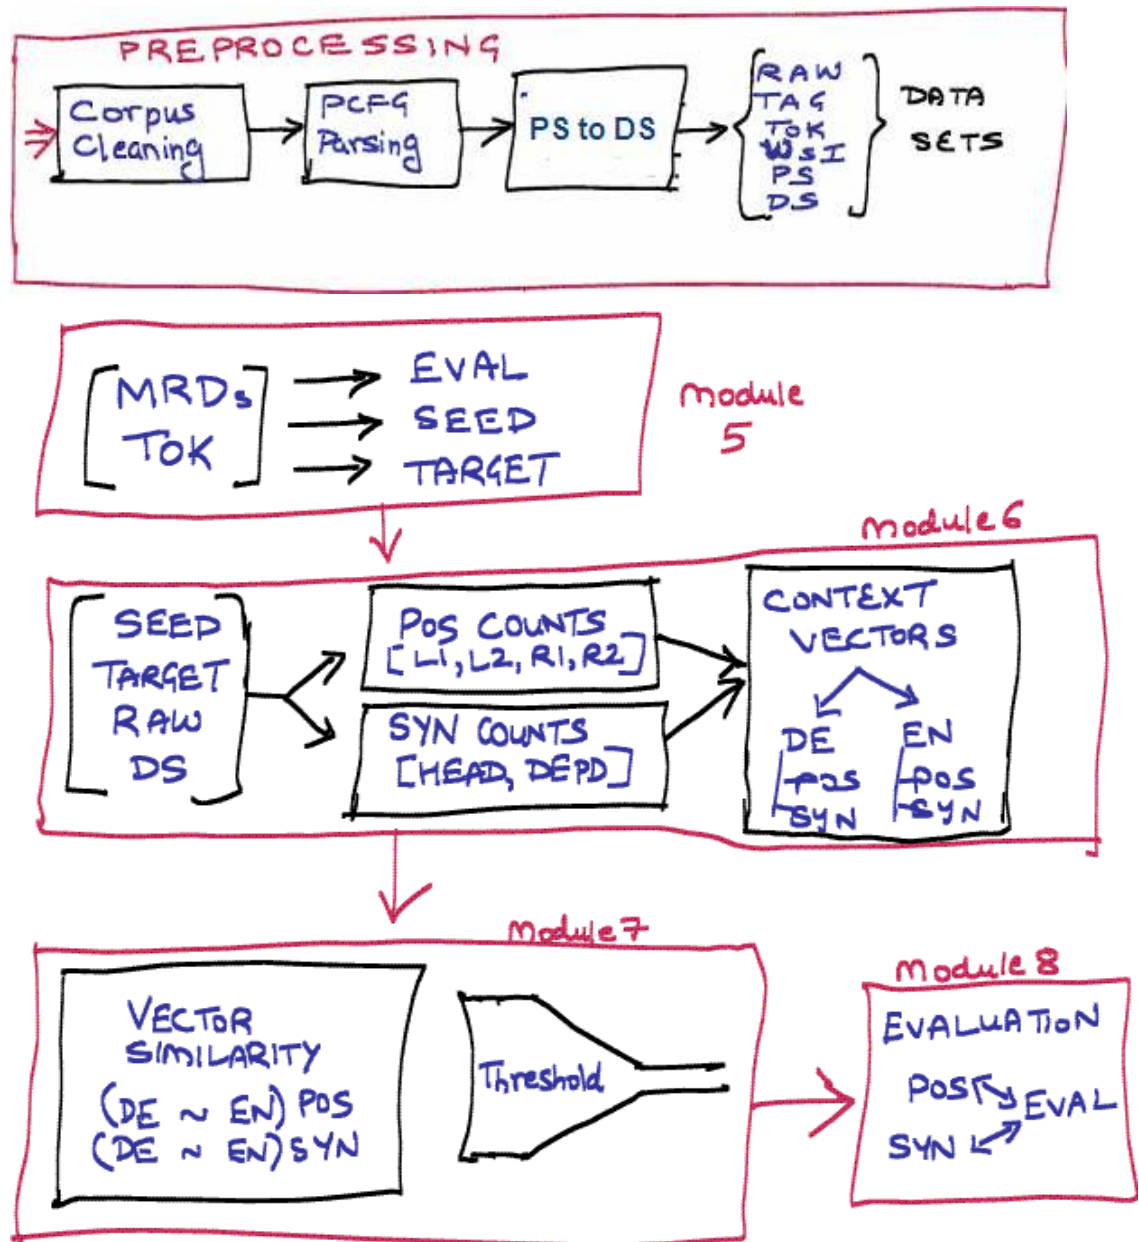 PREPROCESSING
Corpus
Cleaning
PCFG
Parsing
PS to DS
RAW
TAG
TOK
WSI
PS
DS
DATA
SETS
MRDs
TOK
EVAL
SEED
TARGET
Module
5
Module 6
SEED
TARGET
RAW
DS
POS COUNTS
[L1, L2, R1, R2]
SYN COUNTS
[HEAD, DEPD]
CONTEXT
VECTORS
DE
POS
SYN
EN
POS
SYN
Module 7
VECTOR
SIMILARITY
(DE ~ EN) POS
(DE ~ EN) SYN
Threshold
Module 8
EVALUATION
POS
EVAL
SYN